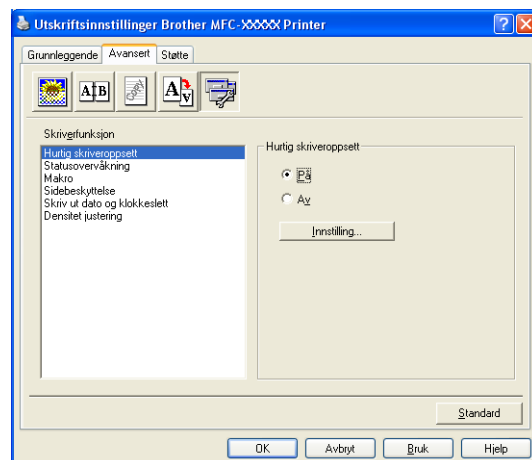 Utskriftsinnstillinger Brother MFC-XXXXX Printer
Grunnleggende Avansert Støtte
Skriverfunksjon
Hurtig skriveroppsett
Statusovervåkning
Makro
Sidebeskyttelse
Skriv ut dato og klokkeslett
Densitet justering
Hurtig skriveroppsett
På
Av
Innstilling...
Standard
OK Avbryt Bruk Hjelp